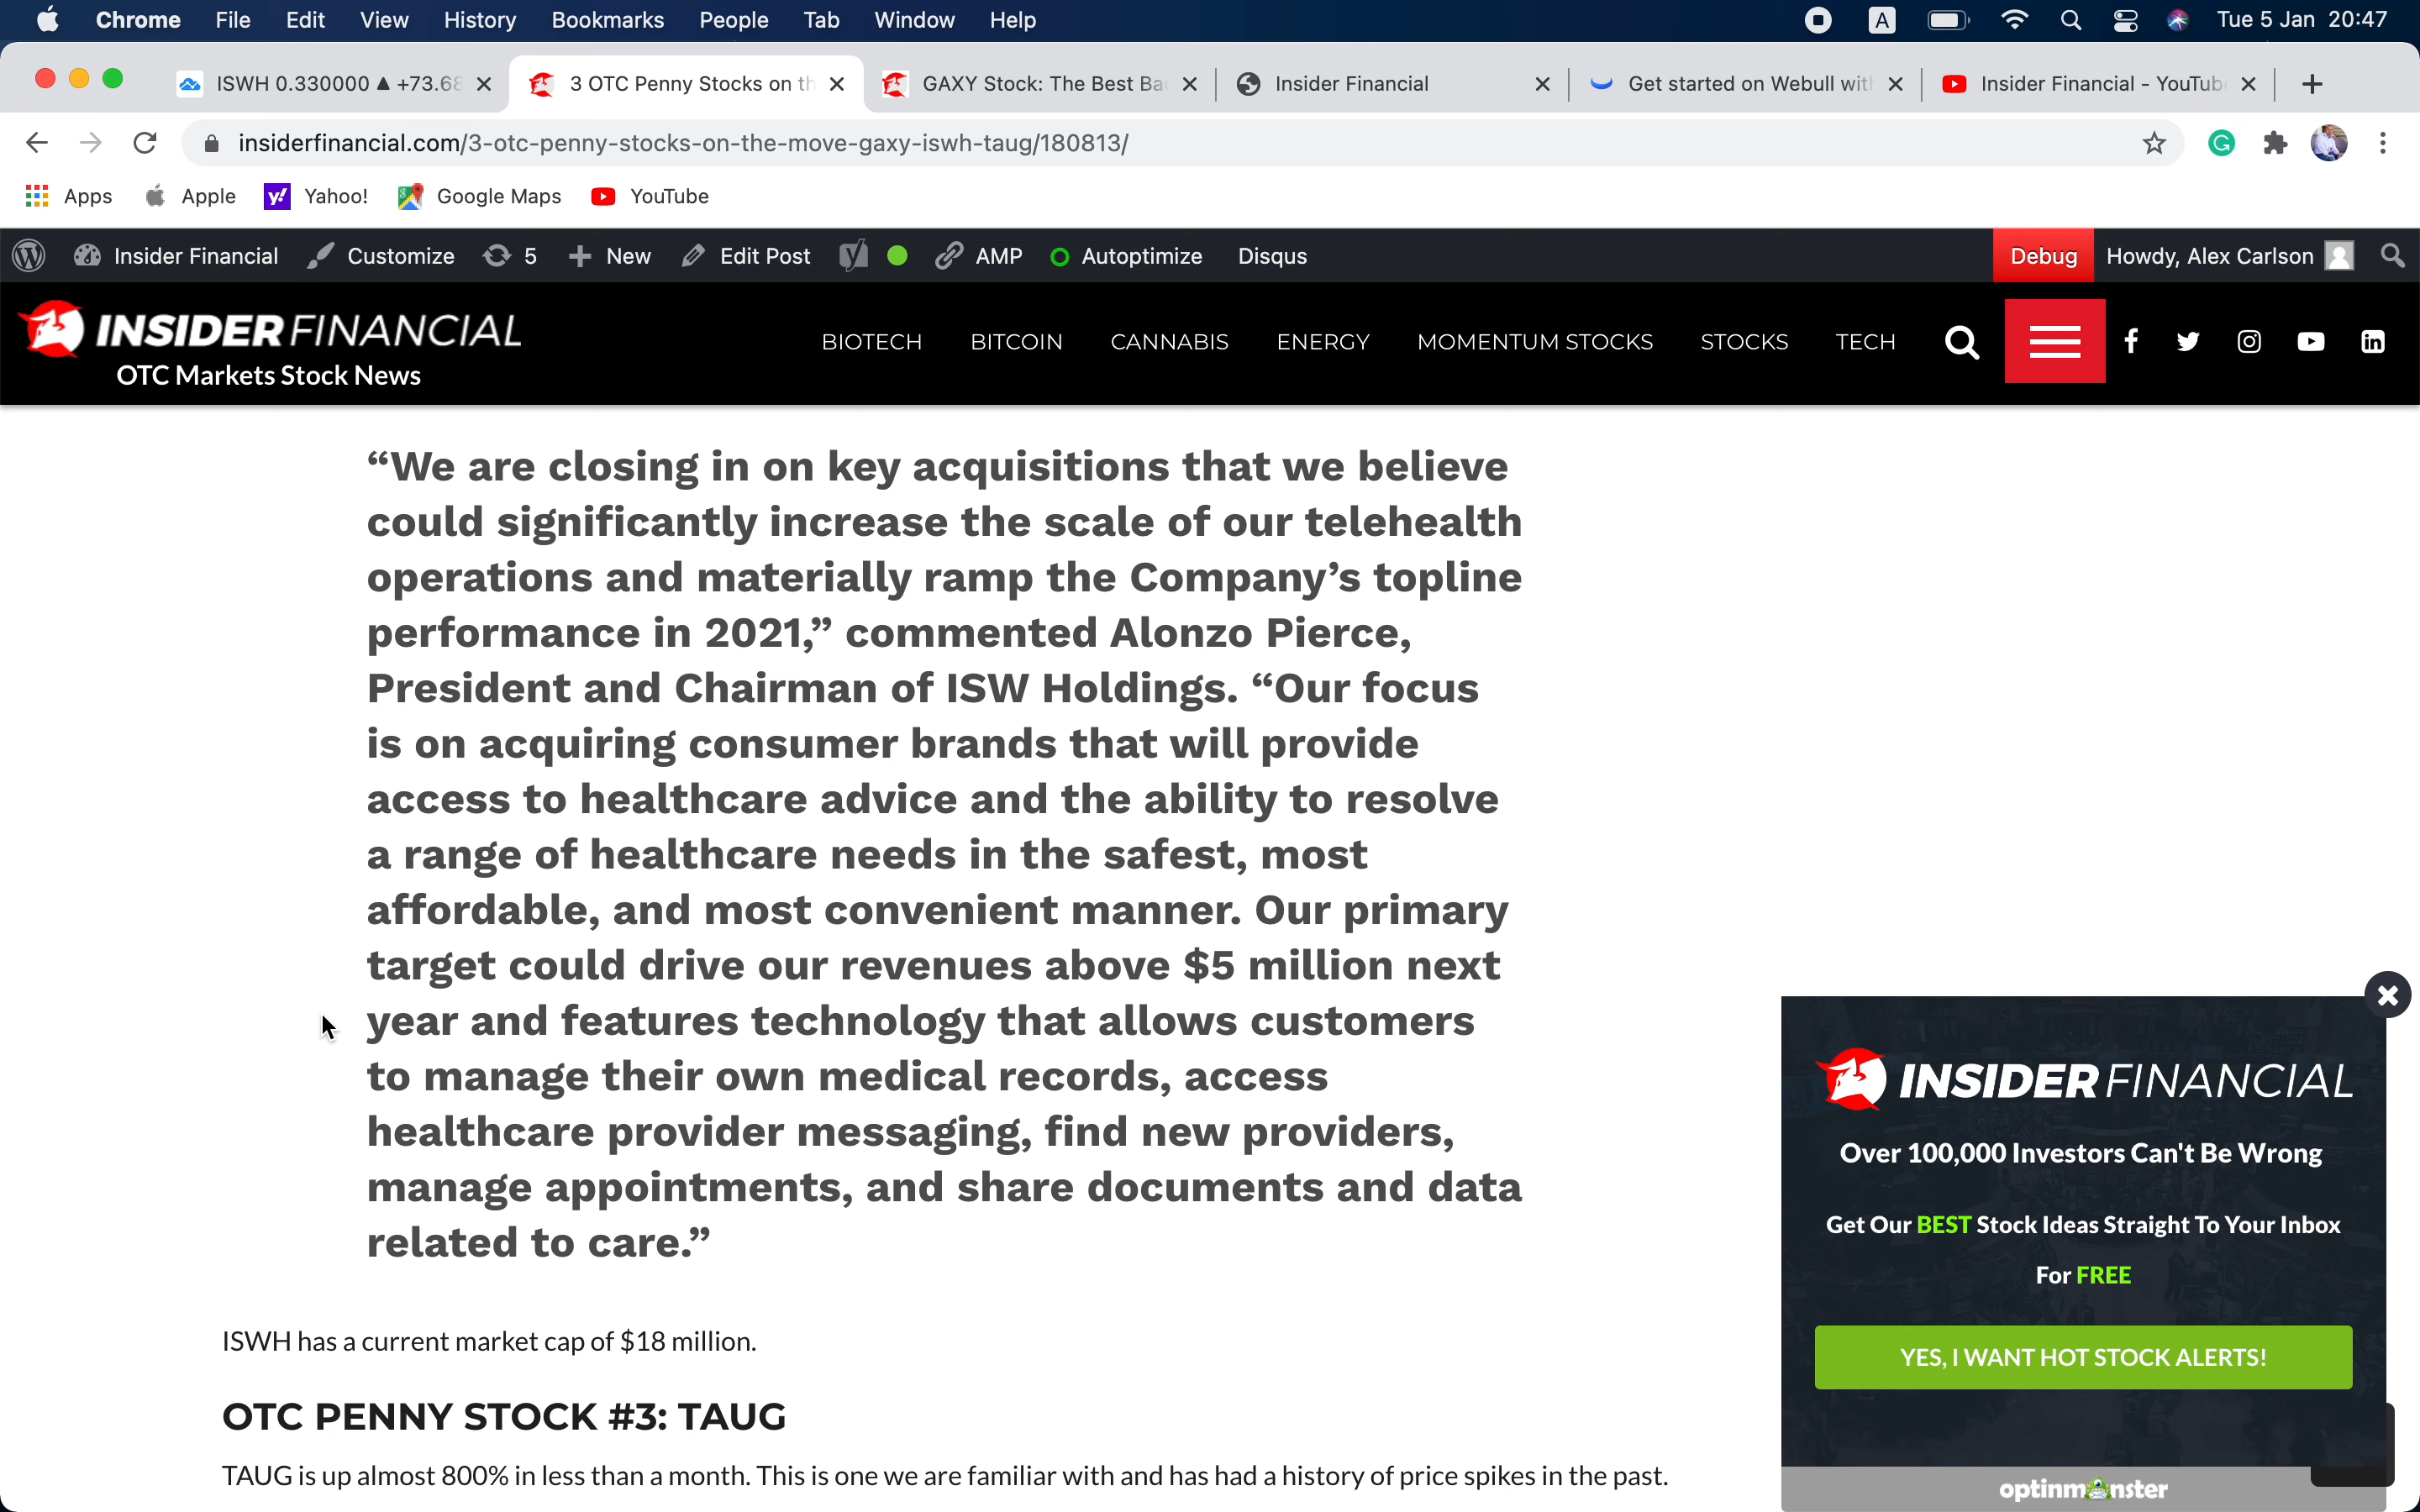 Chrome File Edit View History Bookmarks People Tab Window Help A Tue 5 Jan 20:47
ISWH 0.330000 ▲ +73.68 3 OTC Penny Stocks on th GAXY Stock: The Best Ba Insider Financial Get started on Webull wit Insider Financial - YouTub
insiderfinancial.com/3-otc-penny-stocks-on-the-move-gaxy-iswh-taug/180813/
Apps Apple Yahoo! Google Maps YouTube
Insider Financial Customize 5 New Edit Post AMP Autoptimize Disqus Debug Howdy, Alex Carlson
INSIDER FINANCIAL
OTC Markets Stock News
BIOTECH BITCOIN CANNABIS ENERGY MOMENTUM STOCKS STOCKS TECH
“We are closing in on key acquisitions that we believe
could significantly increase the scale of our telehealth
operations and materially ramp the Company’s topline
performance in 2021,” commented Alonzo Pierce,
President and Chairman of ISW Holdings. “Our focus
is on acquiring consumer brands that will provide
access to healthcare advice and the ability to resolve
a range of healthcare needs in the safest, most
affordable, and most convenient manner. Our primary
target could drive our revenues above $5 million next
year and features technology that allows customers
to manage their own medical records, access
healthcare provider messaging, find new providers,
manage appointments, and share documents and data
related to care.”
ISWH has a current market cap of $18 million.
OTC PENNY STOCK #3: TAUG
TAUG is up almost 800% in less than a month. This is one we are familiar with and has had a history of price spikes in the past.
INSIDER FINANCIAL
Over 100,000 Investors Can't Be Wrong
Get Our BEST Stock Ideas Straight To Your Inbox
For FREE
YES, I WANT HOT STOCK ALERTS!
optinmonster